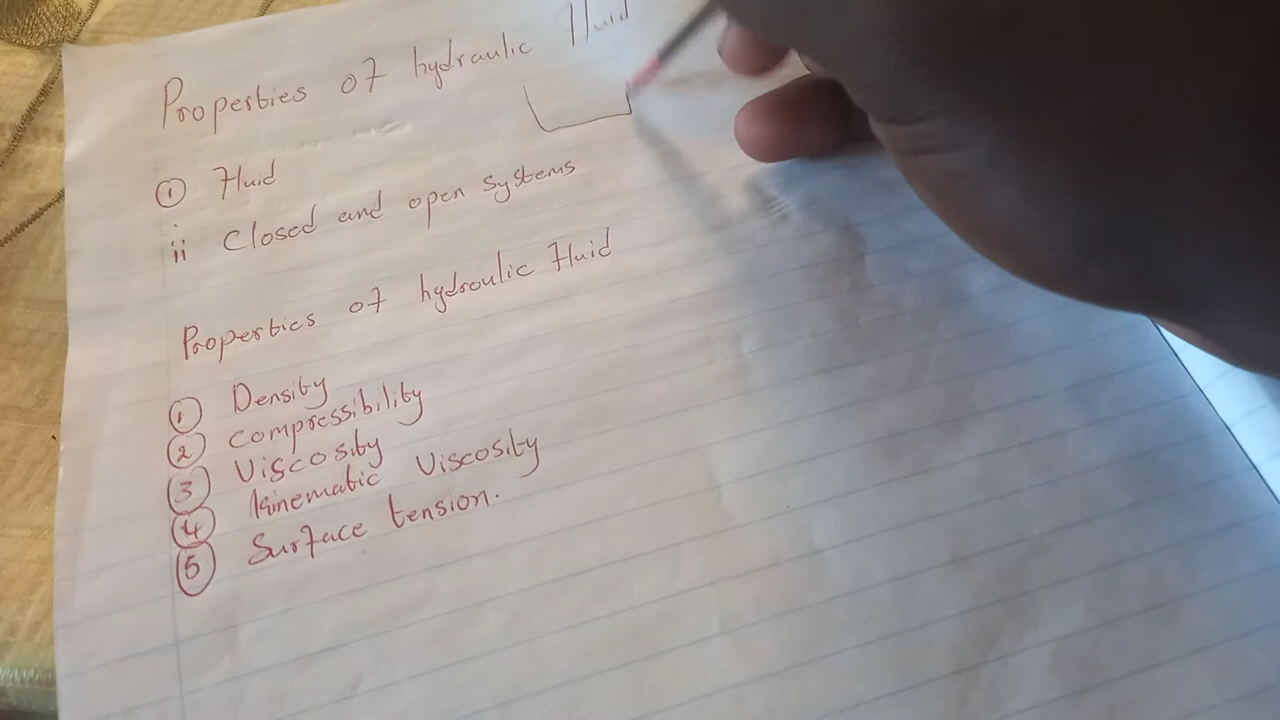 Properties of hydraulic Fluid
① Fluid
ii Closed and open systems
Properties of hydroulic Fluid
① Density
② Compressibility
③ Viscosity
④ Kinematic Viscosity
⑤ Surface tension.